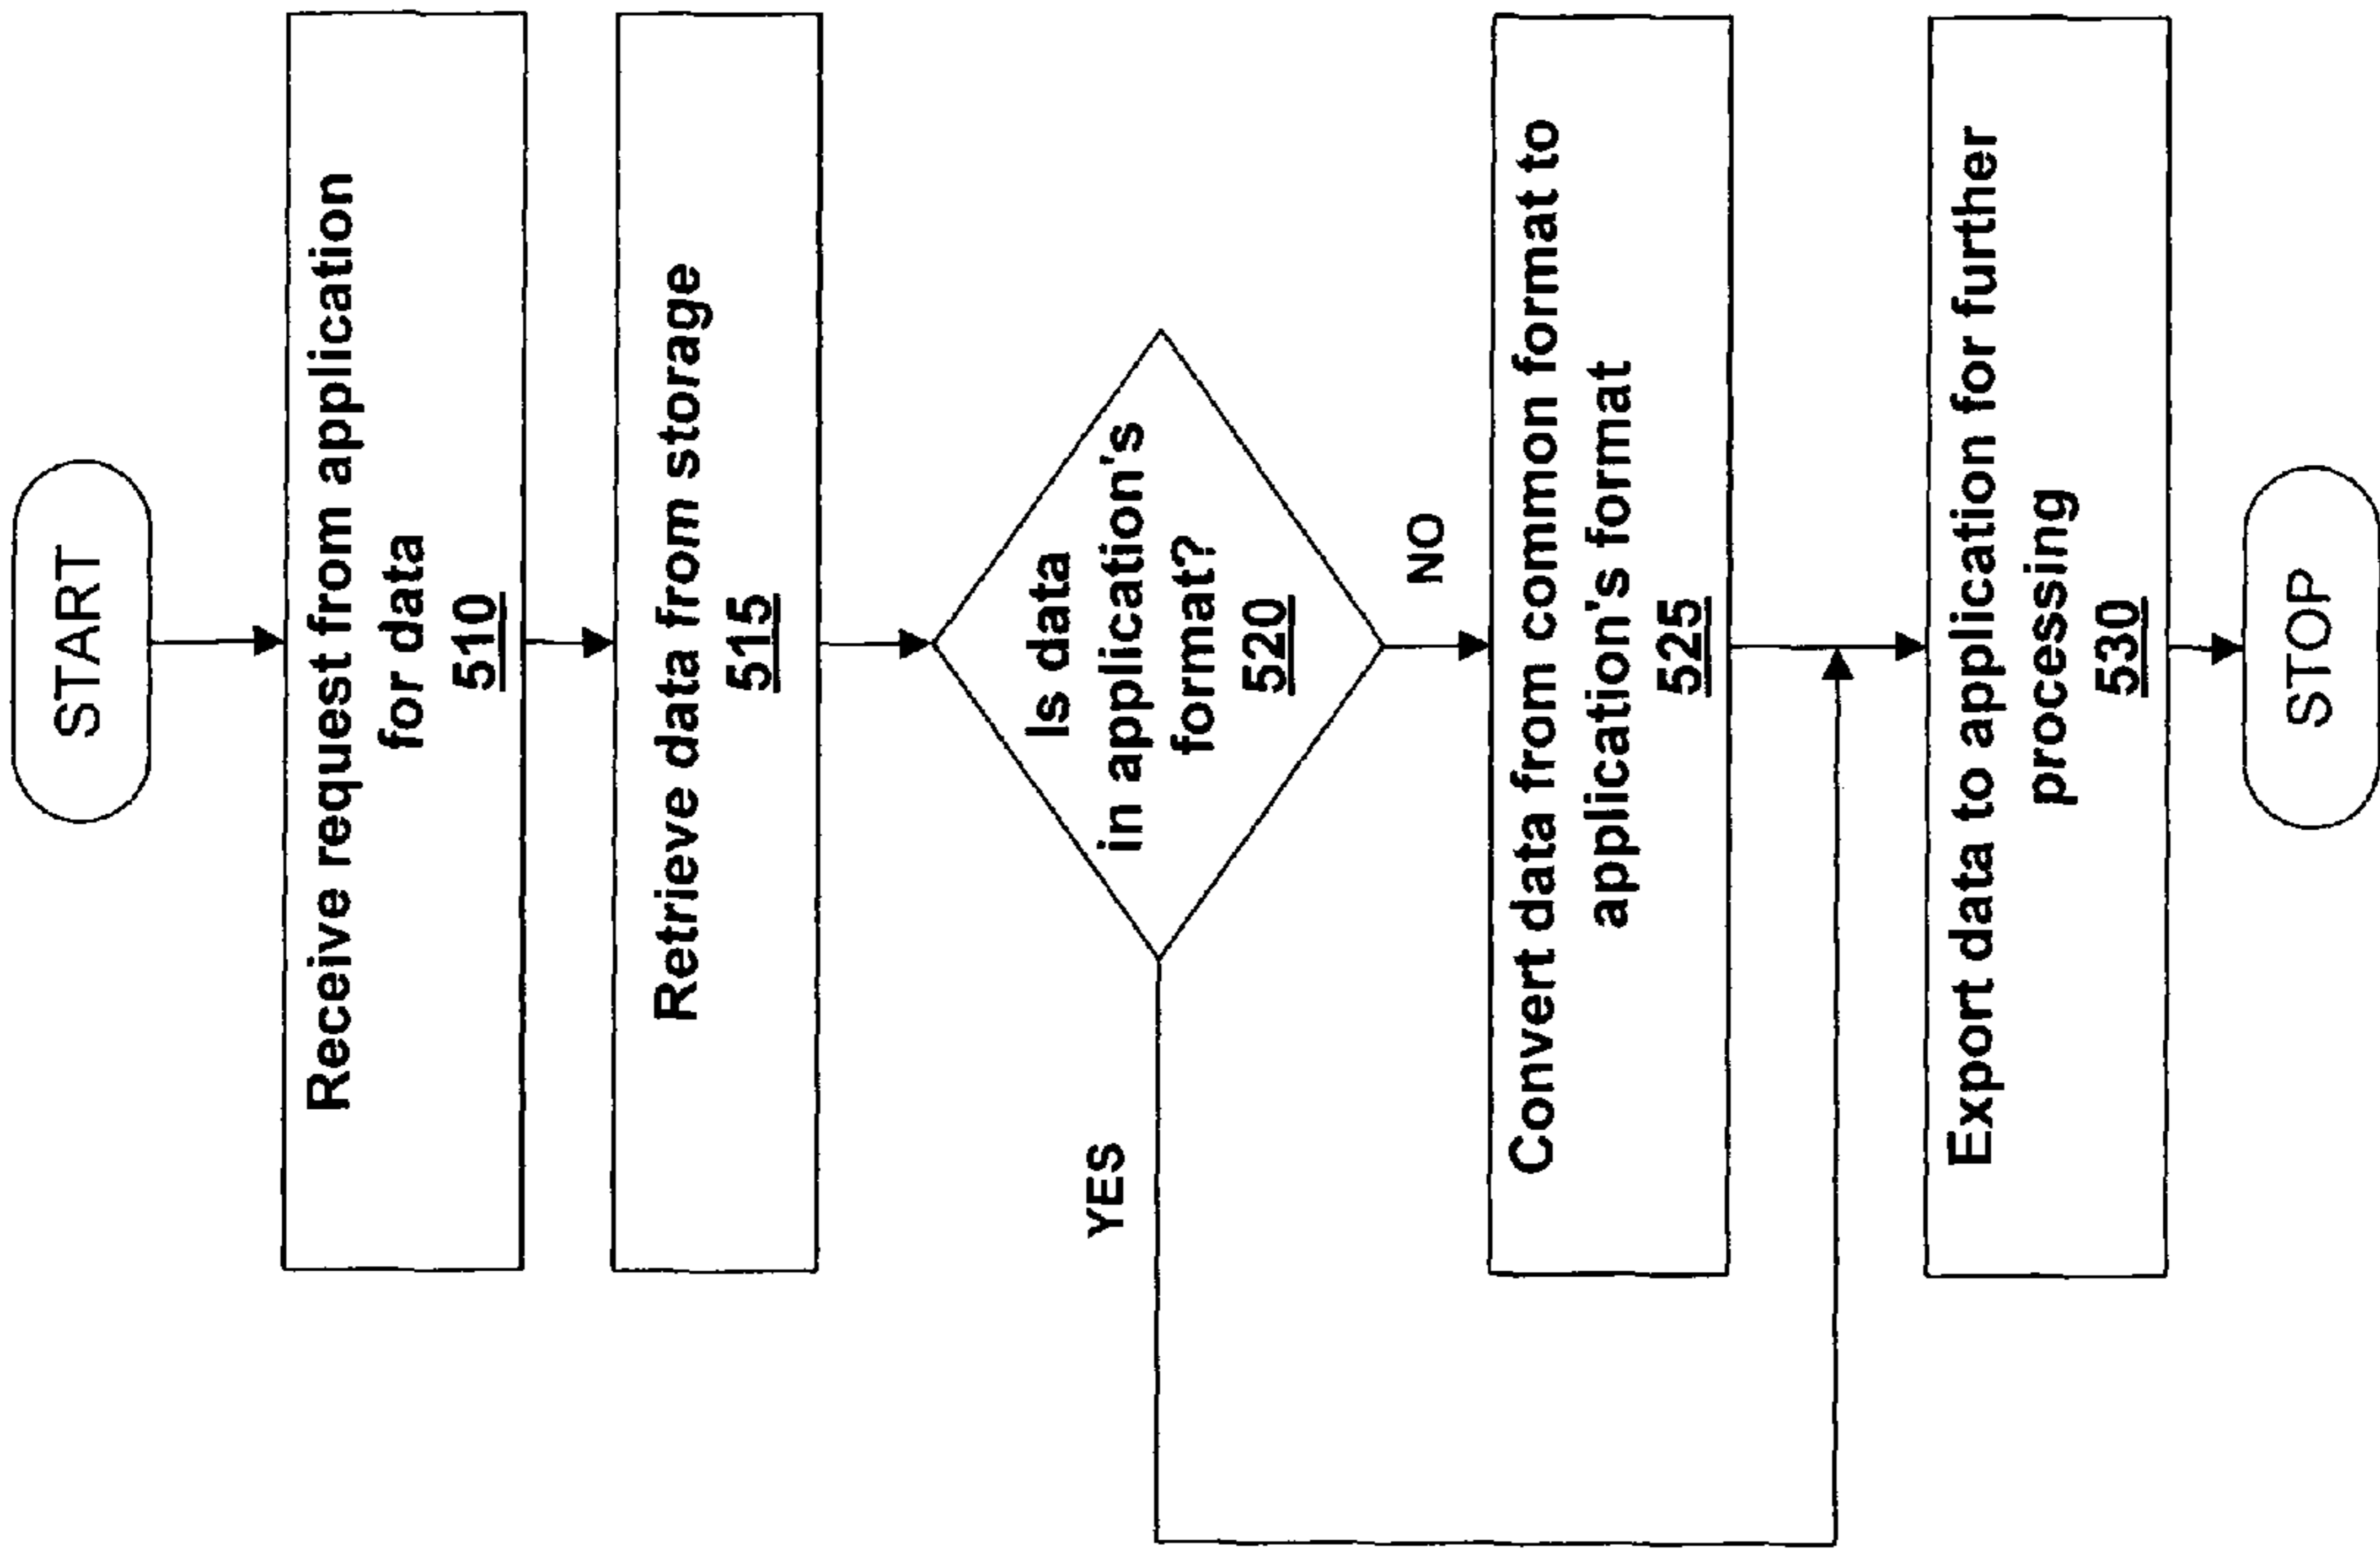 START
Receive request from application
for data
510
Retrieve data from storage
515
Is data
in application's
format?
520
YES
NO
Convert data from common format to
application's format
525
Export data to application for further
processing
530
STOP